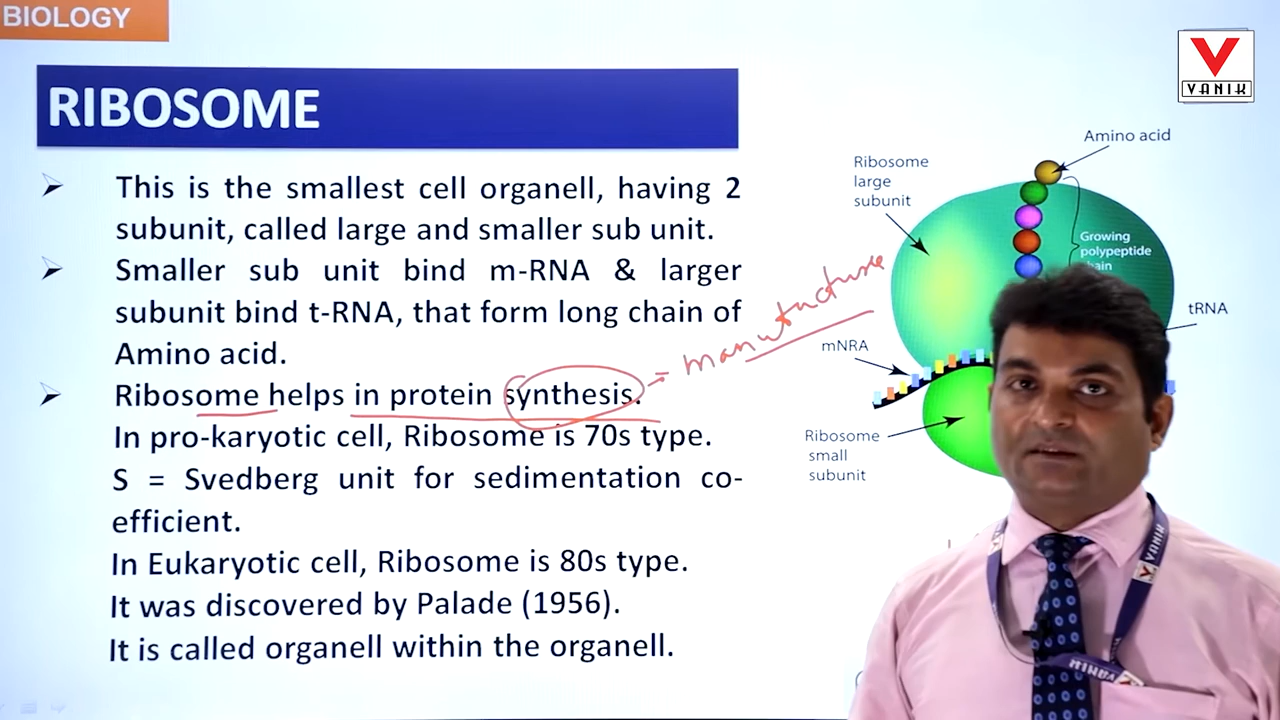 BIOLOGY
VANIK
RIBOSOME
➢ This is the smallest cell organell, having 2
subunit, called large and smaller sub unit.
➢ Smaller sub unit bind m-RNA & larger
subunit bind t-RNA, that form long chain of
Amino acid.
➢ Ribosome helps in protein synthesis.
= manufacture
In pro-karyotic cell, Ribosome is 70s type.
S = Svedberg unit for sedimentation co-
efficient.
In Eukaryotic cell, Ribosome is 80s type.
It was discovered by Palade (1956).
It is called organell within the organell.
Amino acid
Ribosome
large
subunit
Growing
polypeptide
chain
tRNA
mNRA
Ribosome
small
subunit
VANIK
VANIK